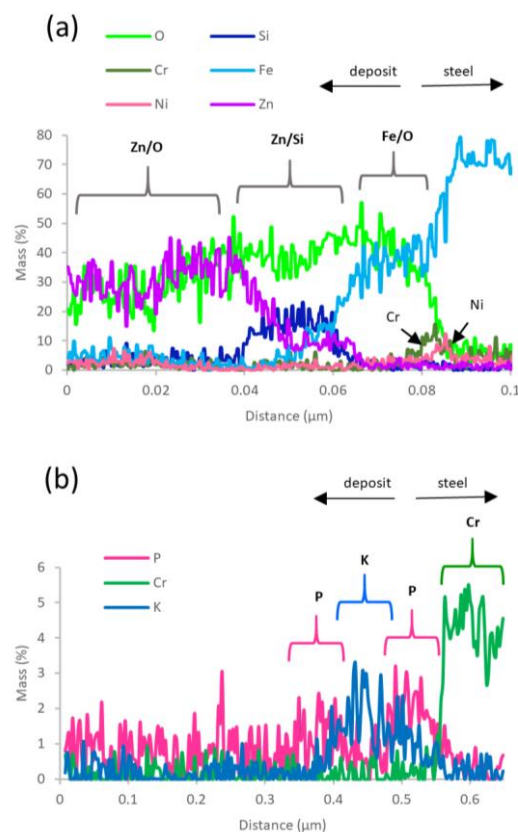 (a)
O Si
Cr Fe
Ni Zn
deposit steel
Zn/O Zn/Si Fe/O
80
70
60
50
40
30
20
10
0
Mass (%)
Cr Ni
0 0.02 0.04 0.06 0.08 0.1
Distance (μm)
(b)
deposit steel
P
Cr
K
P K P Cr
6
5
4
3
2
1
0
Mass (%)
0 0.1 0.2 0.3 0.4 0.5 0.6
Distance (μm)